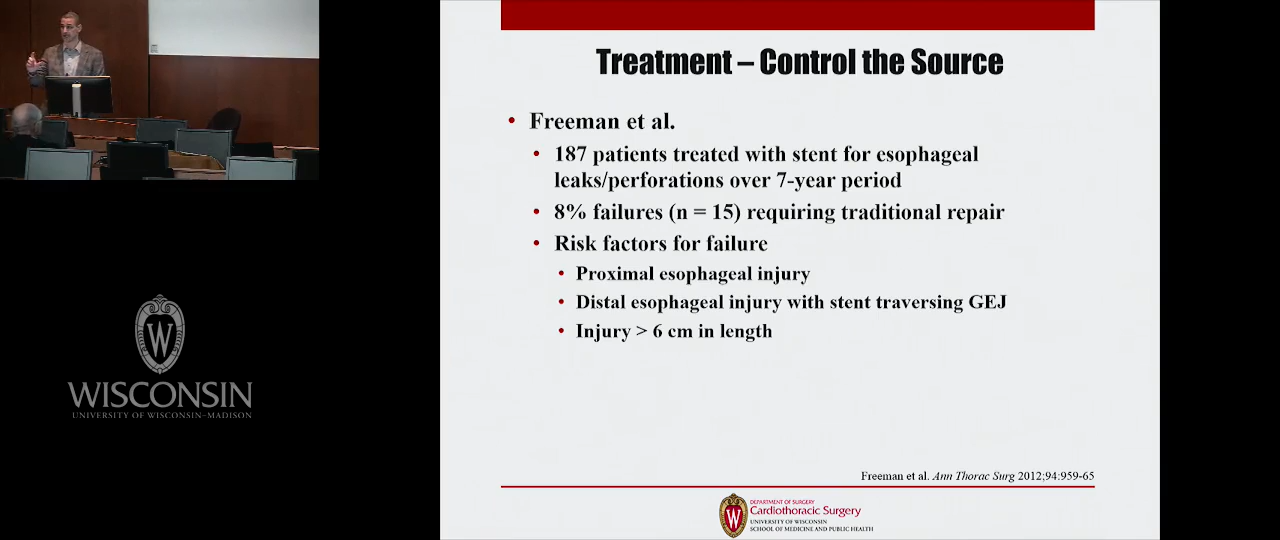 Treatment – Control the Source
• Freeman et al.
• 187 patients treated with stent for esophageal
leaks/perforations over 7-year period
• 8% failures (n = 15) requiring traditional repair
• Risk factors for failure
• Proximal esophageal injury
• Distal esophageal injury with stent traversing GEJ
• Injury > 6 cm in length
Freeman et al. Ann Thorac Surg 2012;94:959-65
DEPARTMENT OF SURGERY
Cardiothoracic Surgery
UNIVERSITY OF WISCONSIN
SCHOOL OF MEDICINE AND PUBLIC HEALTH
W
W
WISCONSIN
UNIVERSITY OF WISCONSIN–MADISON